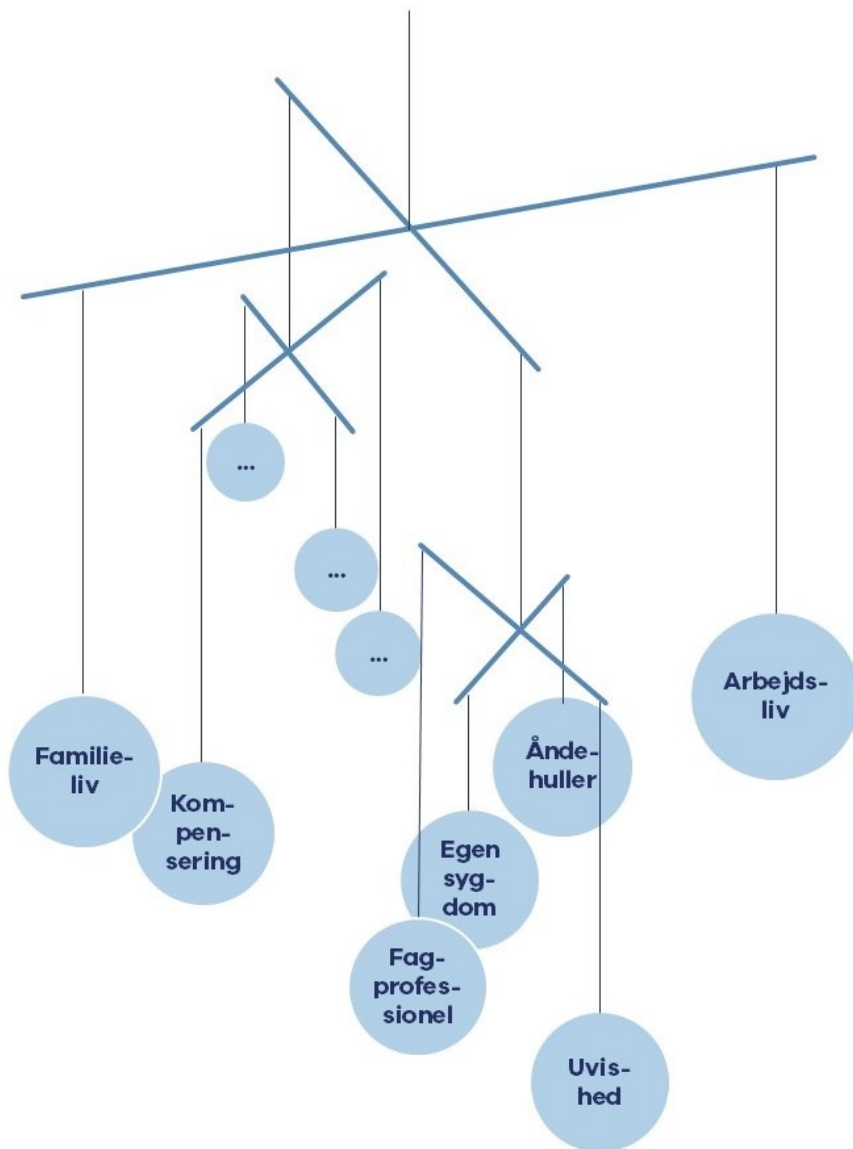 ...
...
...
Arbejds-
liv
Familie-
liv
Kom-
pen-
sering
Ånde-
huller
Egen
syg-
dom
Fag-
profes-
sionel
Uvis-
hed